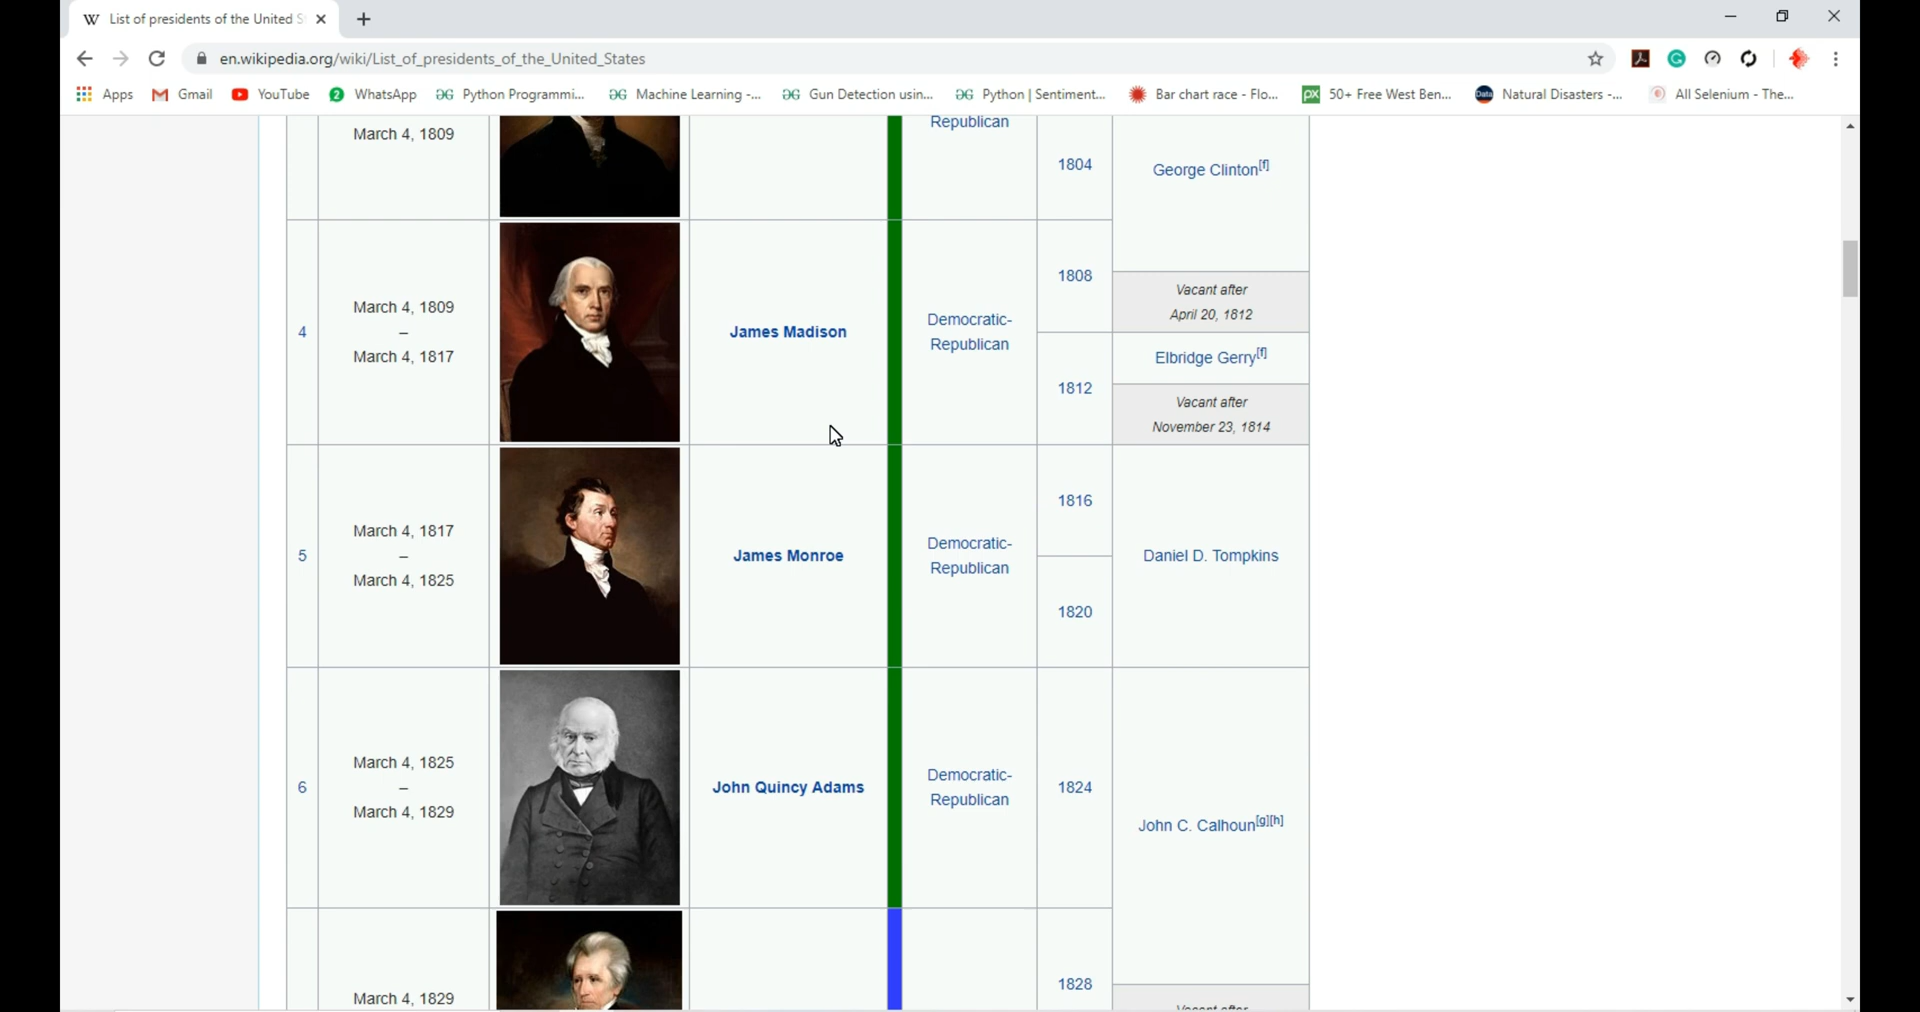 W List of presidents of the United S
en.wikipedia.org/wiki/List_of_presidents_of_the_United_States
Apps Gmail YouTube 2 WhatsApp Python Programmi... Machine Learning -... Gun Detection usin... Python | Sentiment... Bar chart race - Flo... px 50+ Free West Ben... Data Natural Disasters -... All Selenium - The...
March 4, 1809
Republican
1804
George Clinton[f]
4
March 4, 1809
–
March 4, 1817
James Madison
Democratic-
Republican
1808
Vacant after
April 20, 1812
1812
Elbridge Gerry[f]
Vacant after
November 23, 1814
5
March 4, 1817
–
March 4, 1825
James Monroe
Democratic-
Republican
1816
1820
Daniel D. Tompkins
6
March 4, 1825
–
March 4, 1829
John Quincy Adams
Democratic-
Republican
1824
John C. Calhoun[g][h]
March 4, 1829
1828
Vacant after